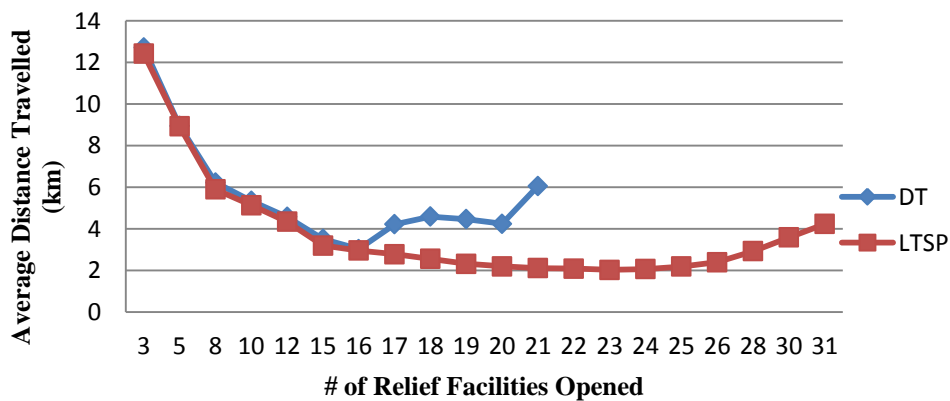 14
12
10
8
6
4
2
0
Average Distance Travelled
(km)
3 5 8 10 12 15 16 17 18 19 20 21 22 23 24 25 26 28 30 31
# of Relief Facilities Opened
DT
LTSP